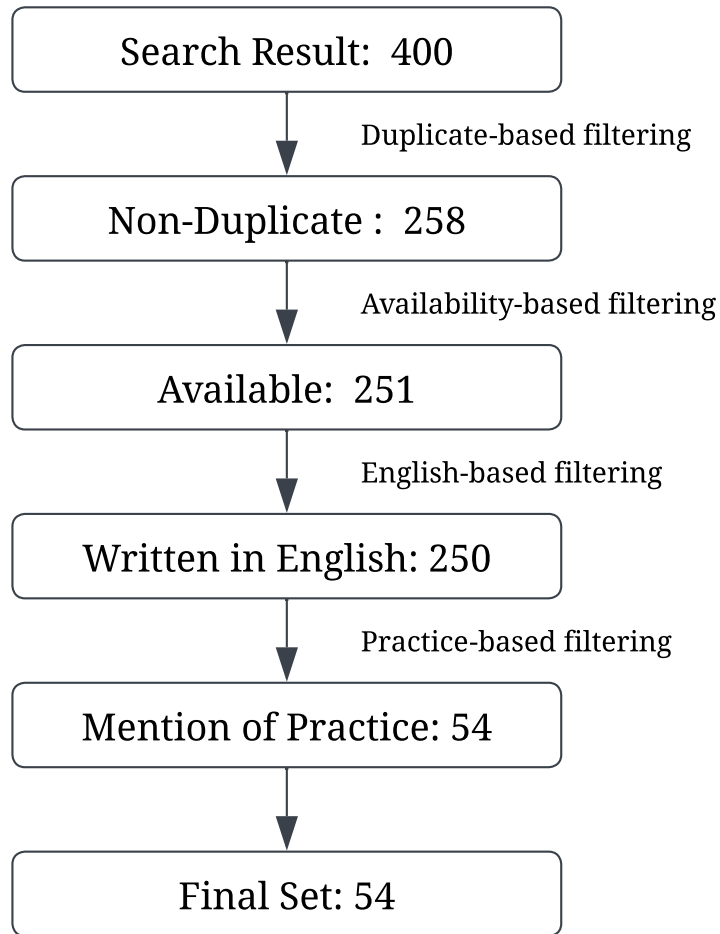 Search Result:  400
Duplicate-based filtering
Non-Duplicate :  258
Availability-based filtering
Available:  251
English-based filtering
Written in English: 250
Practice-based filtering
Mention of Practice: 54
Final Set: 54